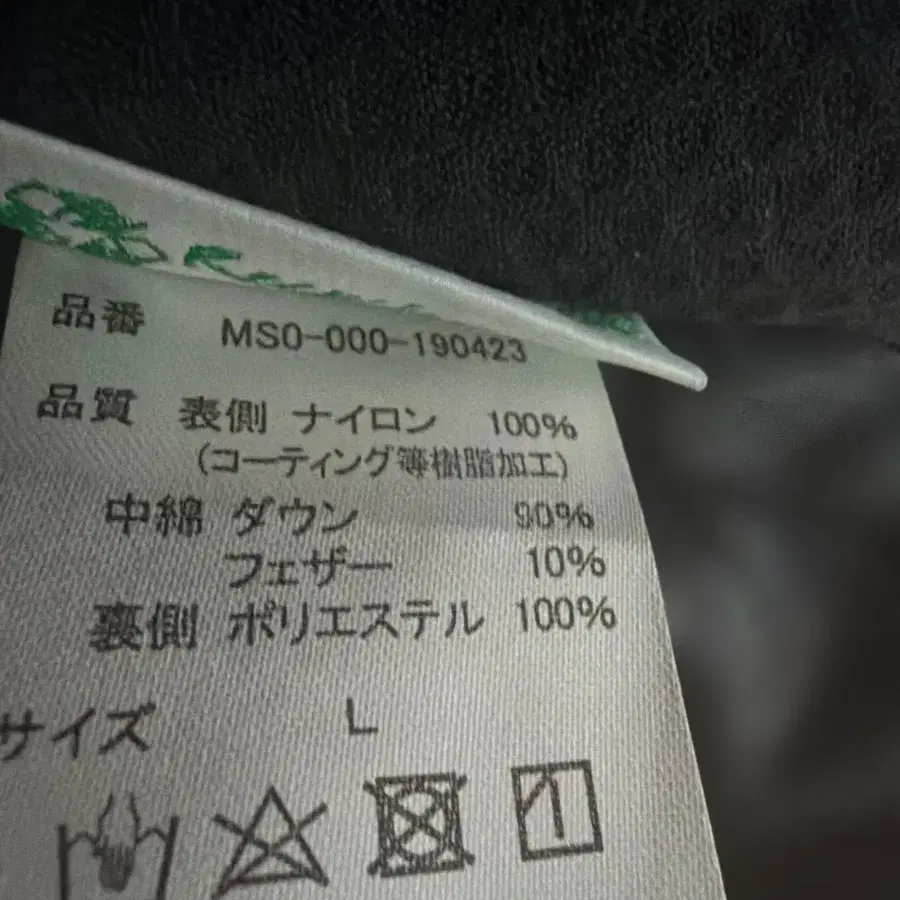 品番 MS0-000-190423
品質 表側 ナイロン 100%
(コーティング等樹脂加工)
中綿 ダウン 90%
フェザー 10%
裏側 ポリエステル 100%
サイズ L